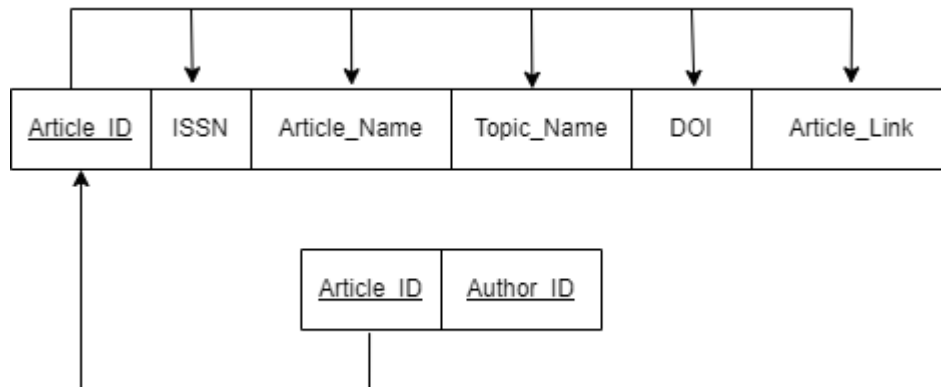 Article_ID ISSN Article_Name Topic_Name DOI Article_Link
Article_ID Author_ID